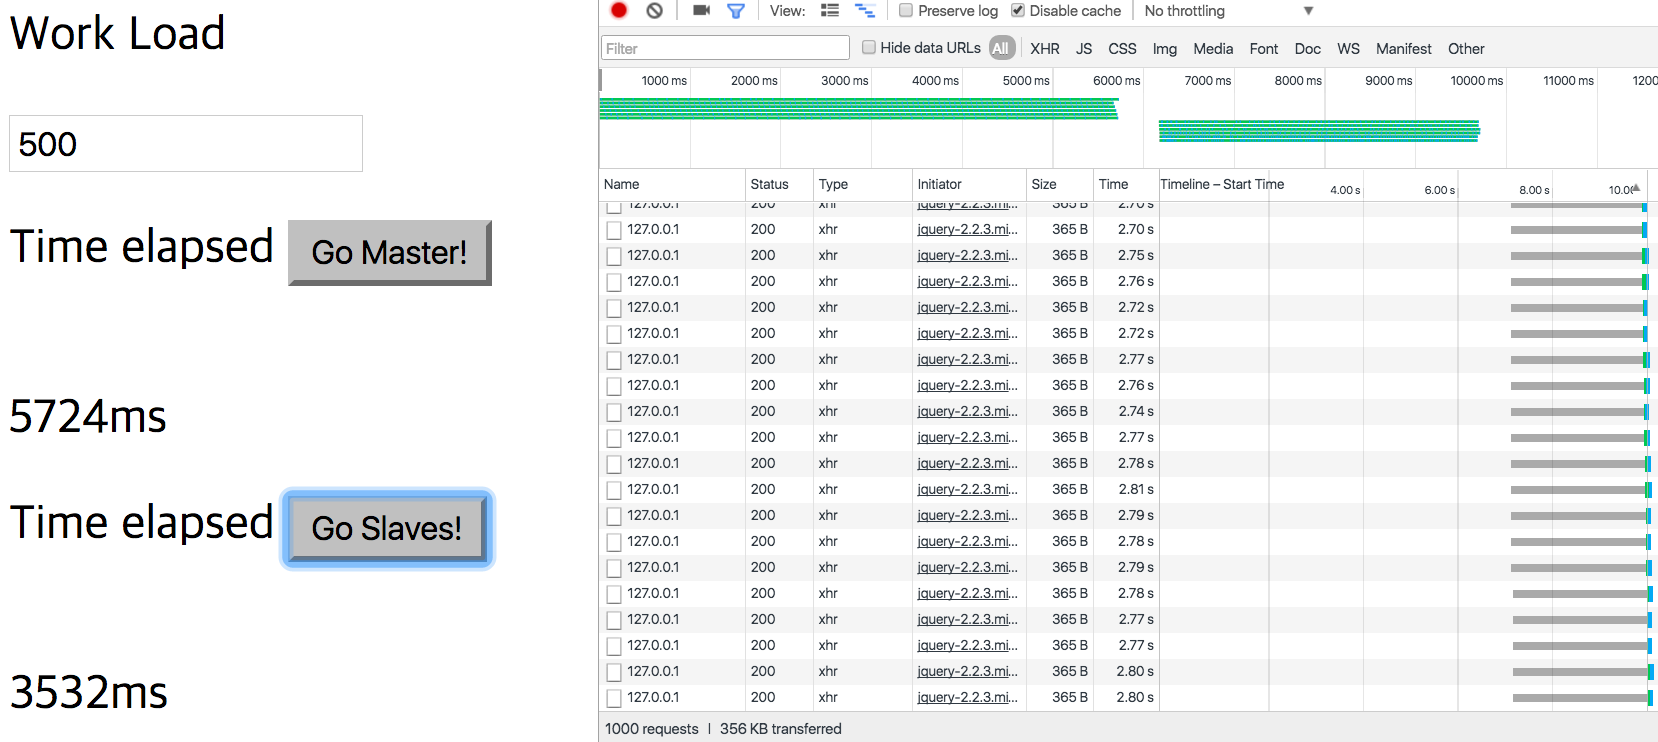 Work Load
500
Time elapsed Go Master!
5724ms
Time elapsed Go Slaves!
3532ms
View: Preserve log Disable cache No throttling
Filter Hide data URLs All XHR JS CSS Img Media Font Doc WS Manifest Other
1000 ms 2000 ms 3000 ms 4000 ms 5000 ms 6000 ms 7000 ms 8000 ms 9000 ms 10000 ms 11000 ms 1200
Name Status Type Initiator Size Time Timeline – Start Time 4.00 s 6.00 s 8.00 s 10.0
127.0.0.1 200 xhr jquery-2.2.3.mi... 365 B 2.70 s
127.0.0.1 200 xhr jquery-2.2.3.mi... 365 B 2.70 s
127.0.0.1 200 xhr jquery-2.2.3.mi... 365 B 2.75 s
127.0.0.1 200 xhr jquery-2.2.3.mi... 365 B 2.76 s
127.0.0.1 200 xhr jquery-2.2.3.mi... 365 B 2.72 s
127.0.0.1 200 xhr jquery-2.2.3.mi... 365 B 2.72 s
127.0.0.1 200 xhr jquery-2.2.3.mi... 365 B 2.77 s
127.0.0.1 200 xhr jquery-2.2.3.mi... 365 B 2.76 s
127.0.0.1 200 xhr jquery-2.2.3.mi... 365 B 2.74 s
127.0.0.1 200 xhr jquery-2.2.3.mi... 365 B 2.77 s
127.0.0.1 200 xhr jquery-2.2.3.mi... 365 B 2.78 s
127.0.0.1 200 xhr jquery-2.2.3.mi... 365 B 2.81 s
127.0.0.1 200 xhr jquery-2.2.3.mi... 365 B 2.79 s
127.0.0.1 200 xhr jquery-2.2.3.mi... 365 B 2.78 s
127.0.0.1 200 xhr jquery-2.2.3.mi... 365 B 2.79 s
127.0.0.1 200 xhr jquery-2.2.3.mi... 365 B 2.78 s
127.0.0.1 200 xhr jquery-2.2.3.mi... 365 B 2.77 s
127.0.0.1 200 xhr jquery-2.2.3.mi... 365 B 2.77 s
127.0.0.1 200 xhr jquery-2.2.3.mi... 365 B 2.80 s
127.0.0.1 200 xhr jquery-2.2.3.mi... 365 B 2.80 s
1000 requests | 356 KB transferred